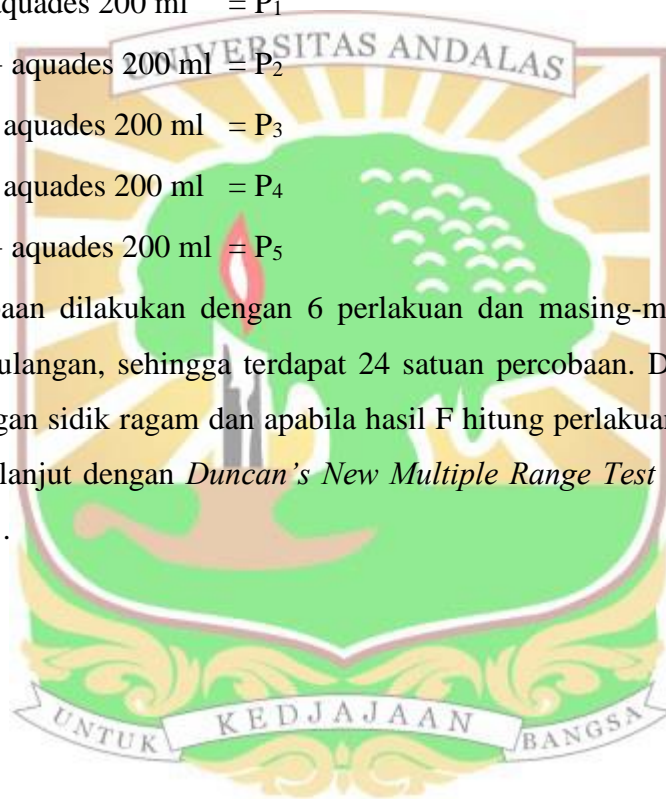 aquades 200 ml = P₁
UNIVERSITAS ANDALAS
aquades 200 ml = P₂
aquades 200 ml = P₃
aquades 200 ml = P₄
aquades 200 ml = P₅
aan dilakukan dengan 6 perlakuan dan masing-m
ulangan, sehingga terdapat 24 satuan percobaan. D
gan sidik ragam dan apabila hasil F hitung perlakuan
lanjut dengan Duncan’s New Multiple Range Test
.
UNTUK KEDJAJAAN BANGSA